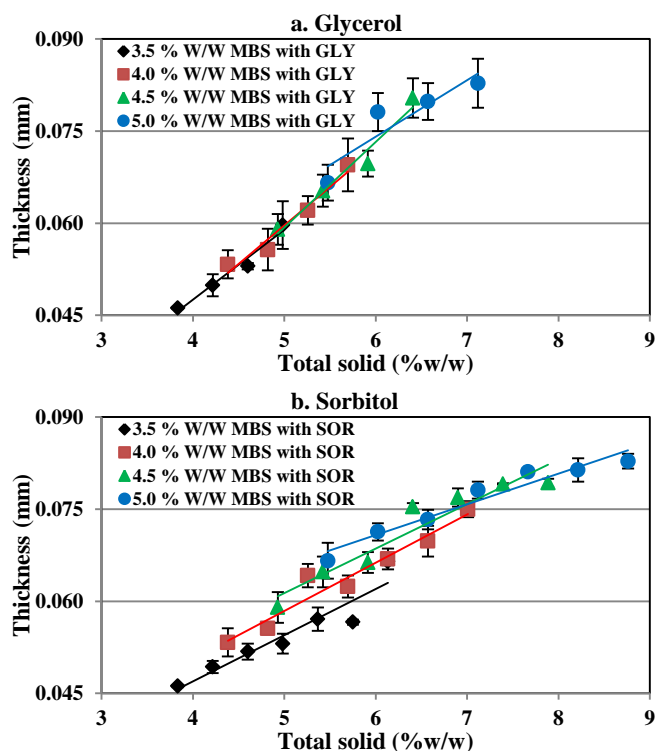 a. Glycerol
0.090
3.5 % W/W MBS with GLY
4.0 % W/W MBS with GLY
4.5 % W/W MBS with GLY
5.0 % W/W MBS with GLY
0.075
0.060
0.045
Thickness (mm)
3 4 5 6 7 8 9
Total solid (%w/w)
b. Sorbitol
0.090
3.5 % W/W MBS with SOR
4.0 % W/W MBS with SOR
4.5 % W/W MBS with SOR
5.0 % W/W MBS with SOR
0.075
0.060
0.045
Thickness (mm)
3 4 5 6 7 8 9
Total solid (%w/w)